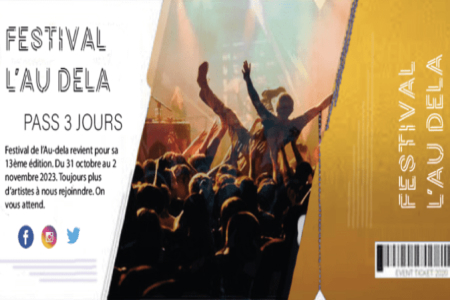 FESTIVAL
L'AU DELA
PASS 3 JOURS
Festival de l'Au-dela revient pour sa
13ème édition. Du 31 octobre au 2
novembre 2023. Toujours plus
d'artistes à nous rejoinndre. On
vous attend.
FESTIVAL
L'AU DELA
EVENT TICKET 2020